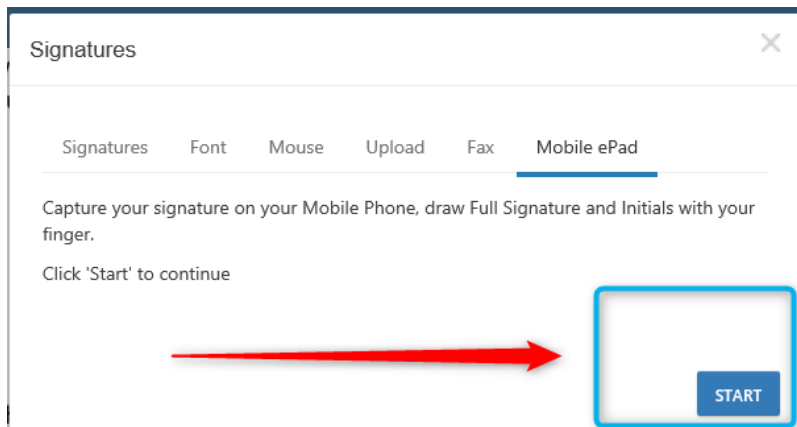 Signatures
Signatures Font Mouse Upload Fax Mobile ePad
Capture your signature on your Mobile Phone, draw Full Signature and Initials with your
finger.
Click 'Start' to continue
START